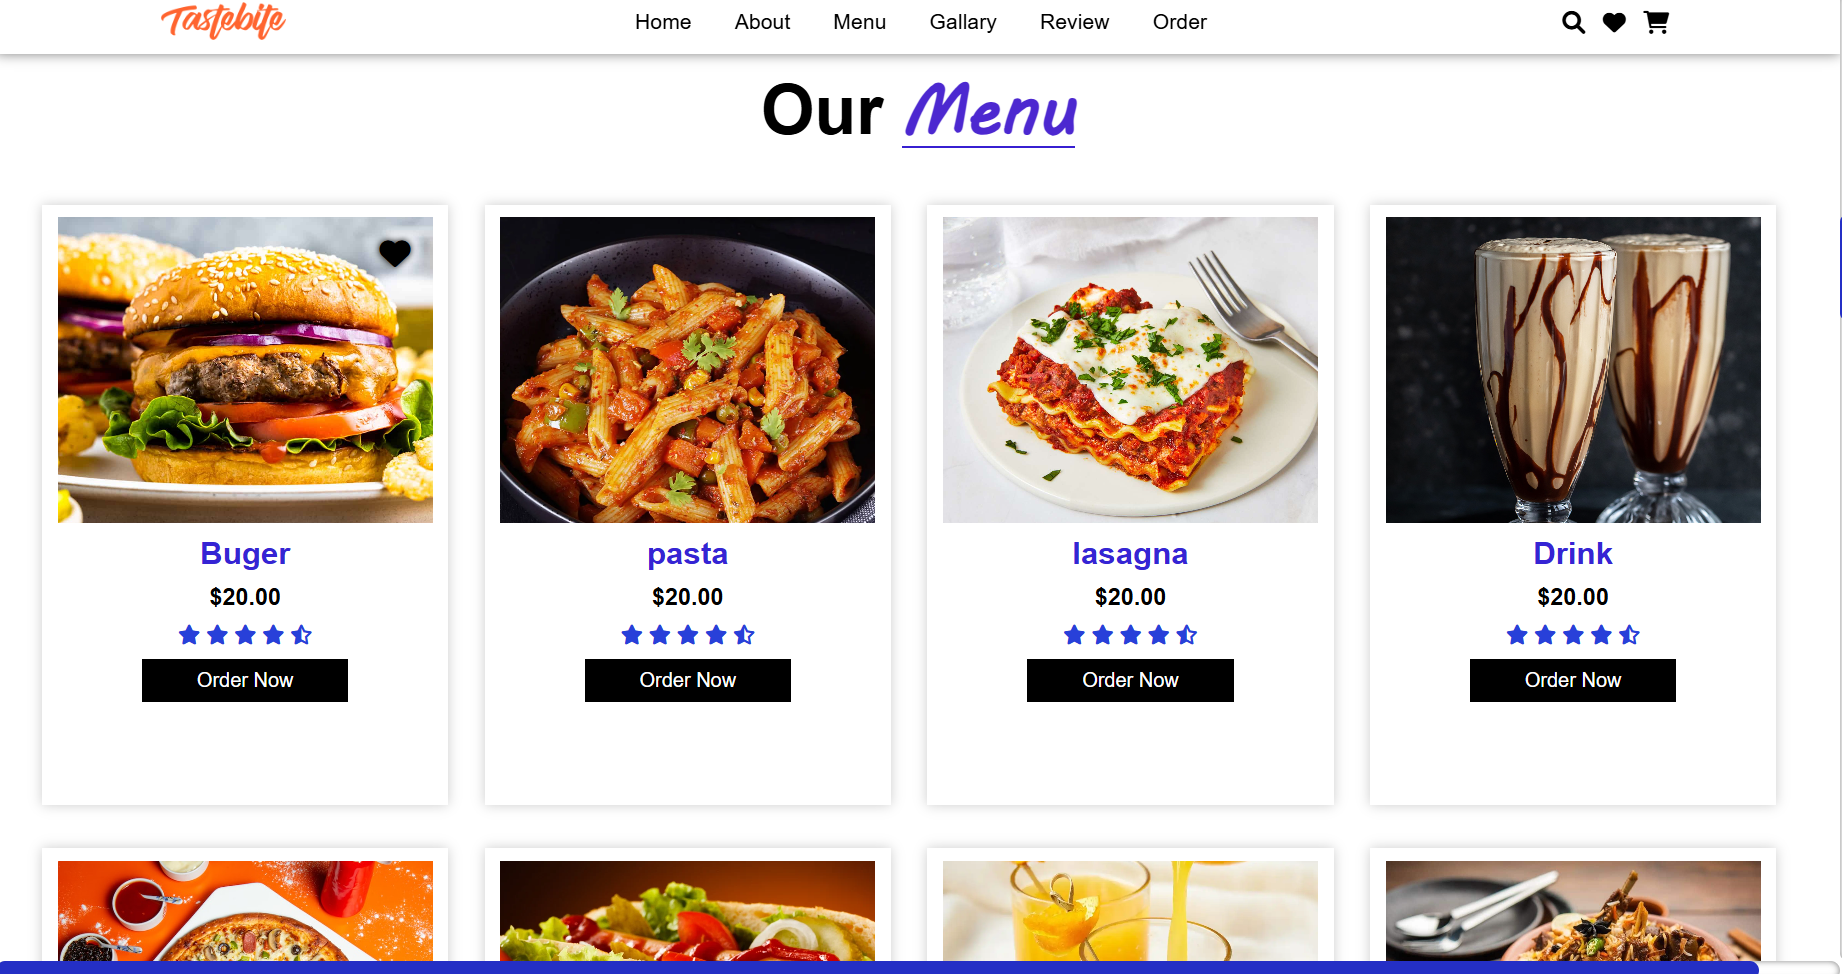 Tastebite
Home About Menu Gallary Review Order
Our Menu
Buger pasta lasagna Drink
$20.00 $20.00 $20.00 $20.00
Order Now Order Now Order Now Order Now